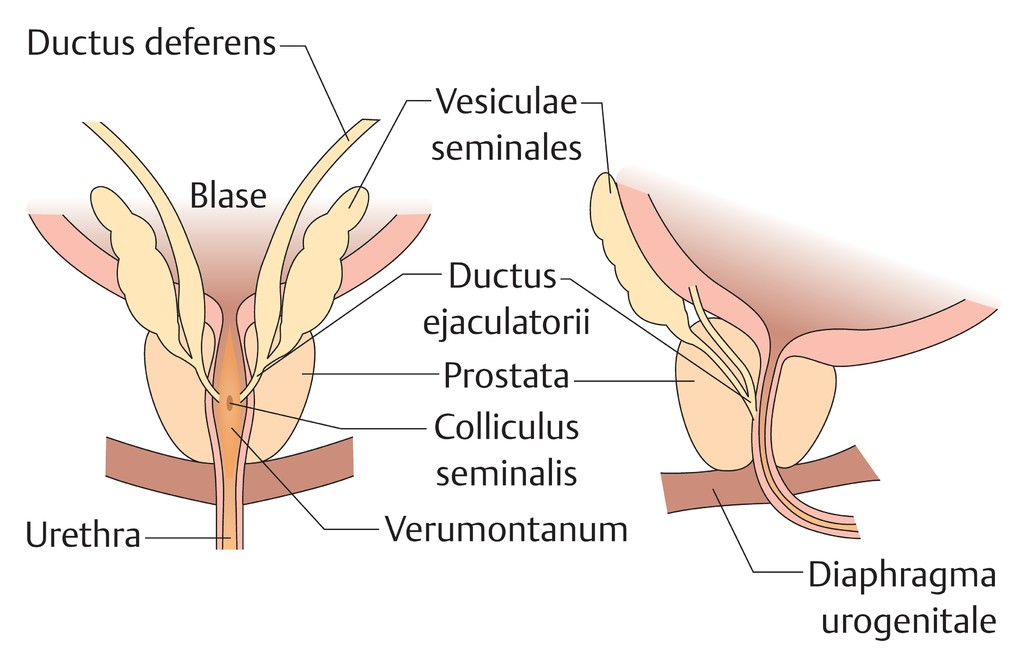 Ductus deferens
Vesiculae
seminales
Blase
Ductus
ejaculatorii
Prostata
Colliculus
seminalis
Verumontanum
Urethra
Diaphragma
urogenitale